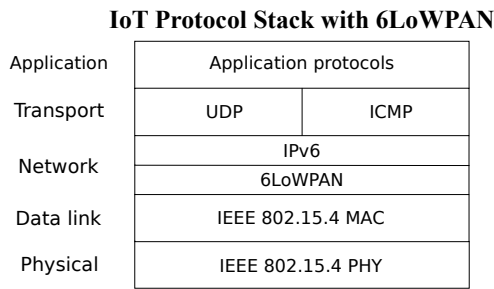 IoT Protocol Stack with 6LoWPAN
Application Application protocols
Transport UDP ICMP
Network IPv6
6LoWPAN
Data link IEEE 802.15.4 MAC
Physical IEEE 802.15.4 PHY